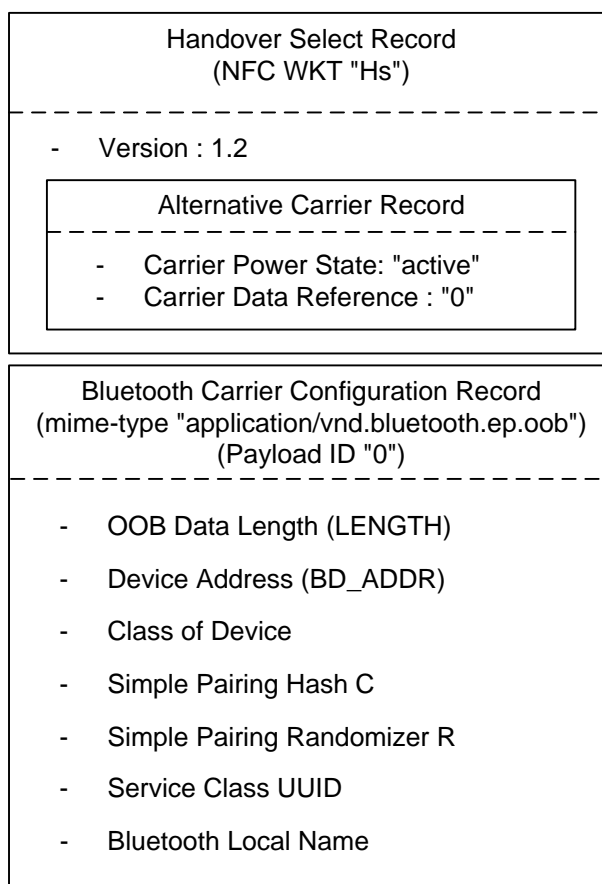 Handover Select Record
(NFC WKT "Hs")
- Version : 1.2
Alternative Carrier Record
- Carrier Power State: "active"
- Carrier Data Reference : "0"
Bluetooth Carrier Configuration Record
(mime-type "application/vnd.bluetooth.ep.oob")
(Payload ID "0")
- OOB Data Length (LENGTH)
- Device Address (BD_ADDR)
- Class of Device
- Simple Pairing Hash C
- Simple Pairing Randomizer R
- Service Class UUID
- Bluetooth Local Name